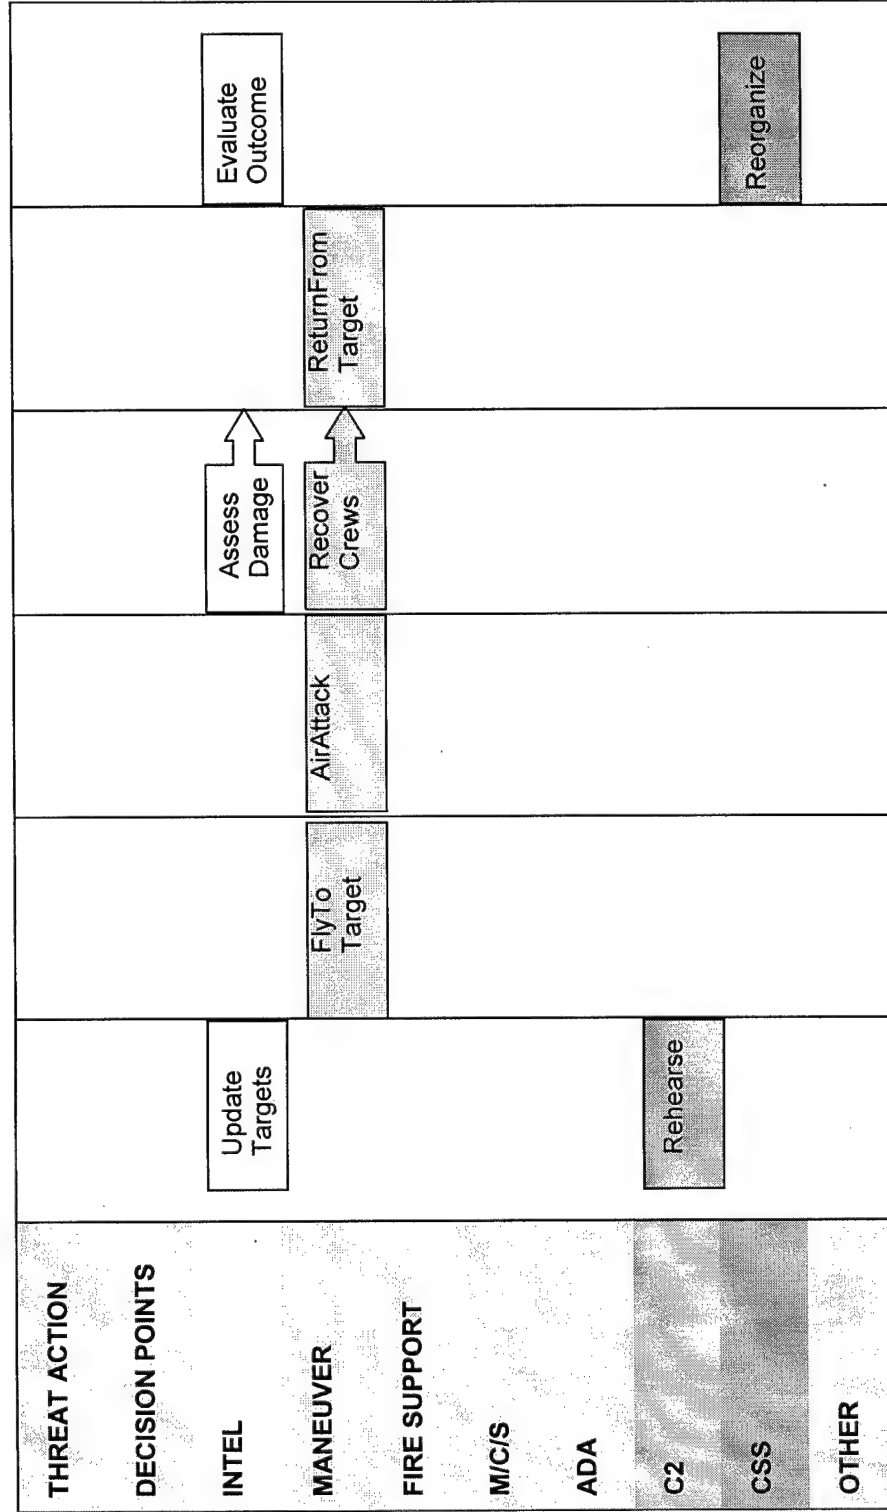 THREAT ACTION
DECISION POINTS
INTEL
Update
Targets
Assess
Damage
Evaluate
Outcome
MANEUVER
FlyTo
Target
AirAttack
Recover
Crews
ReturnFrom
Target
FIRE SUPPORT
M/C/S
ADA
C2
Rehearse
CSS
Reorganize
OTHER